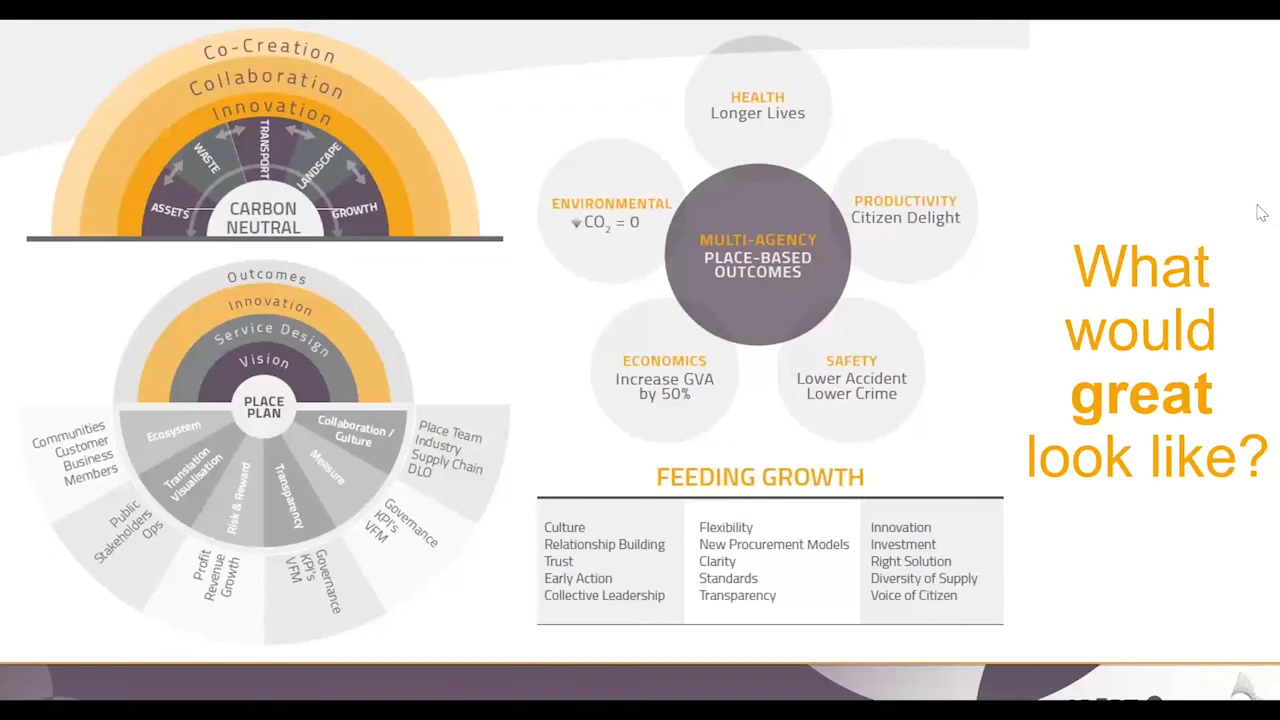 Co-Creation
Collaboration
Innovation
ASSETS
WASTE
TRANSPORT
LANDSCAPE
GROWTH
CARBON
NEUTRAL
Outcomes
Innovation
Service Design
Vision
PLACE
PLAN
Ecosystem
Translation
Visualisation
Risk & Reward
Transparency
Measure
Collaboration /
Culture
Communities
Customer
Business
Members
Public
Stakeholders
Ops
Profit
Revenue
Growth
Governance
KPI's
VFM
Governance
KPI's
VFM
Place Team
Industry
Supply Chain
DLO
HEALTH
Longer Lives
ENVIRONMENTAL
CO₂ = 0
PRODUCTIVITY
Citizen Delight
MULTI-AGENCY
PLACE-BASED
OUTCOMES
ECONOMICS
Increase GVA
by 50%
SAFETY
Lower Accident
Lower Crime
FEEDING GROWTH
Culture
Relationship Building
Trust
Early Action
Collective Leadership
Flexibility
New Procurement Models
Clarity
Standards
Transparency
Innovation
Investment
Right Solution
Diversity of Supply
Voice of Citizen
What
would
great
look like?